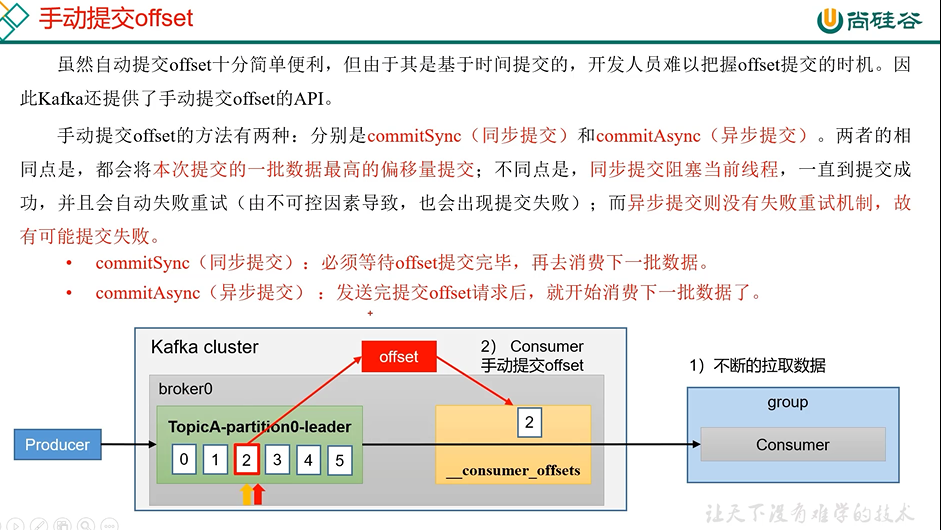 手动提交offset
尚硅谷
虽然自动提交offset十分简单便利，但由于其是基于时间提交的，开发人员难以把握offset提交的时机。因
此Kafka还提供了手动提交offset的API。
手动提交offset的方法有两种：分别是commitSync（同步提交）和commitAsync（异步提交）。两者的相
同点是，都会将本次提交的一批数据最高的偏移量提交；不同点是，同步提交阻塞当前线程，一直到提交成
功，并且会自动失败重试（由不可控因素导致，也会出现提交失败）；而异步提交则没有失败重试机制，故
有可能提交失败。
• commitSync（同步提交）：必须等待offset提交完毕，再去消费下一批数据。
• commitAsync（异步提交） ：发送完提交offset请求后，就开始消费下一批数据了。
Kafka cluster
offset
2） Consumer
手动提交offset
1）不断的拉取数据
broker0
group
TopicA-partition0-leader
2
Producer
Consumer
0 1 2 3 4 5
__consumer_offsets
让天下没有难学的技术